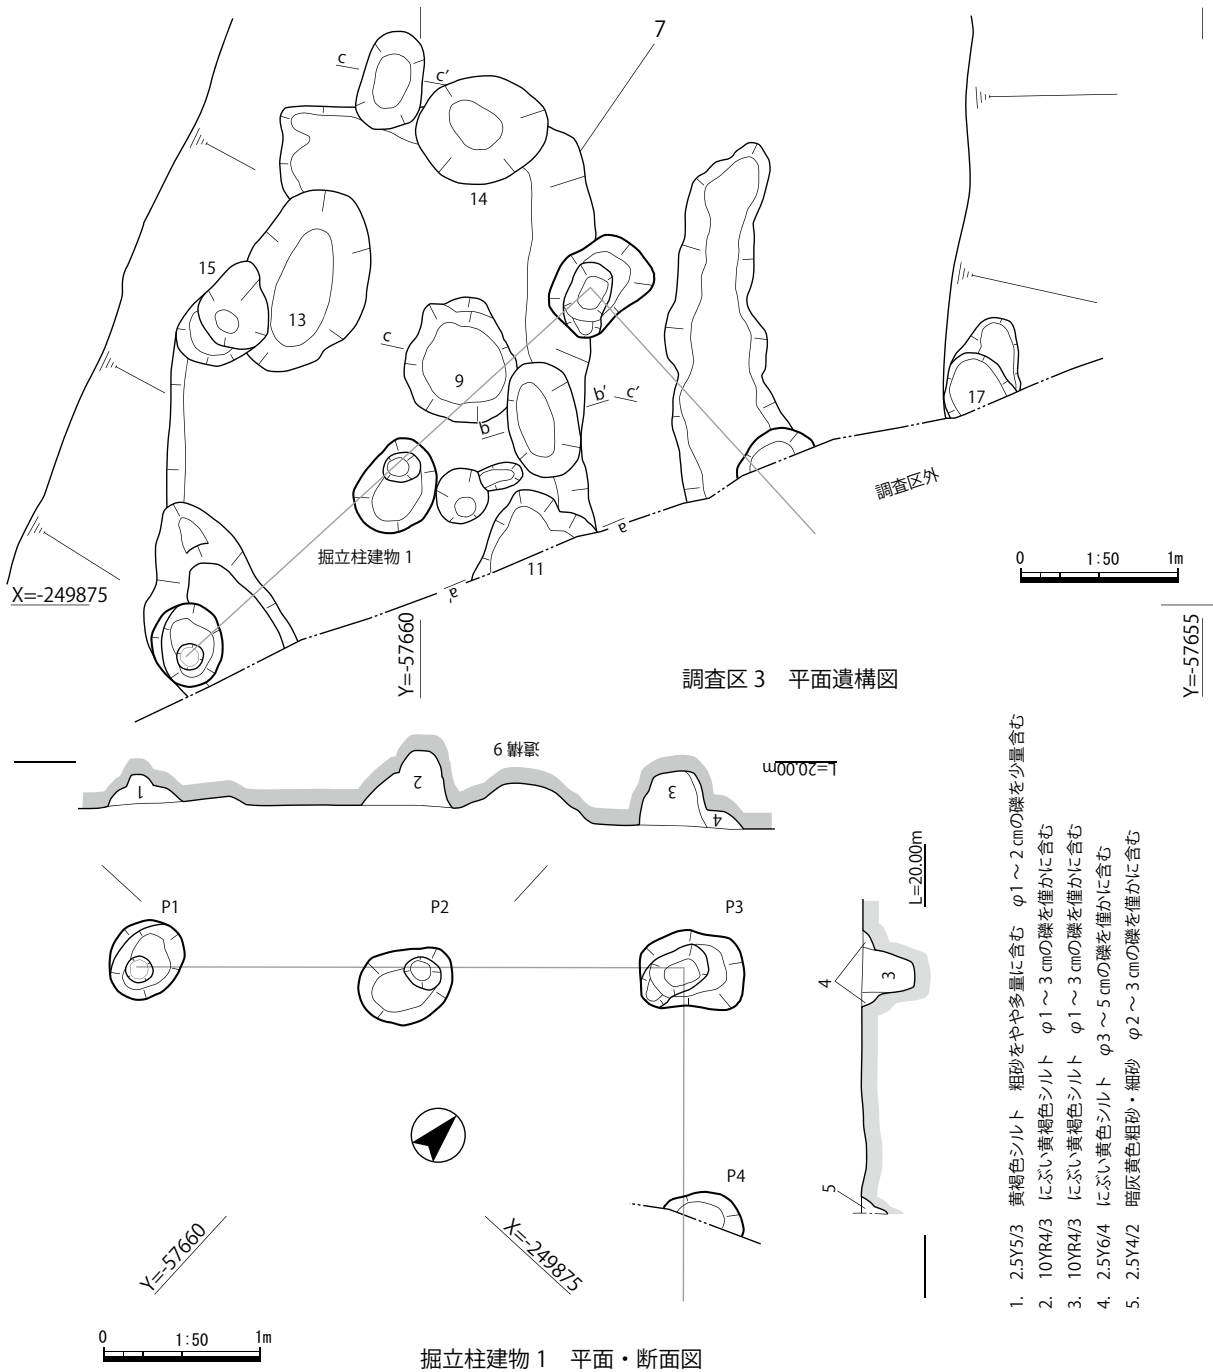 7
c
c'
14
15
13
c
9
b' c'
b
17
調査区外
掘立柱建物 1
a
11
a'
0 1:50 1m
X=-249875
Y=-57660
Y=-57655
調査区 3 平面遺構図
遺構 9
L=20.00m
1
2
3
4
L=20.00m
P1
P2
P3
3
4
P4
5
Y=-57660
X=-249875
0 1:50 1m
掘立柱建物 1 平面・断面図
1. 2.5Y5/3 黄褐色シルト 粗砂をやや多量に含む φ1～2㎝の礫を少量含む
2. 10YR4/3 にぶい黄褐色シルト φ1～3㎝の礫を僅かに含む
3. 10YR4/3 にぶい黄褐色シルト φ1～3㎝の礫を僅かに含む
4. 2.5Y6/4 にぶい黄色シルト φ3～5㎝の礫を僅かに含む
5. 2.5Y4/2 暗灰黄色粗砂・細砂 φ2～3㎝の礫を僅かに含む